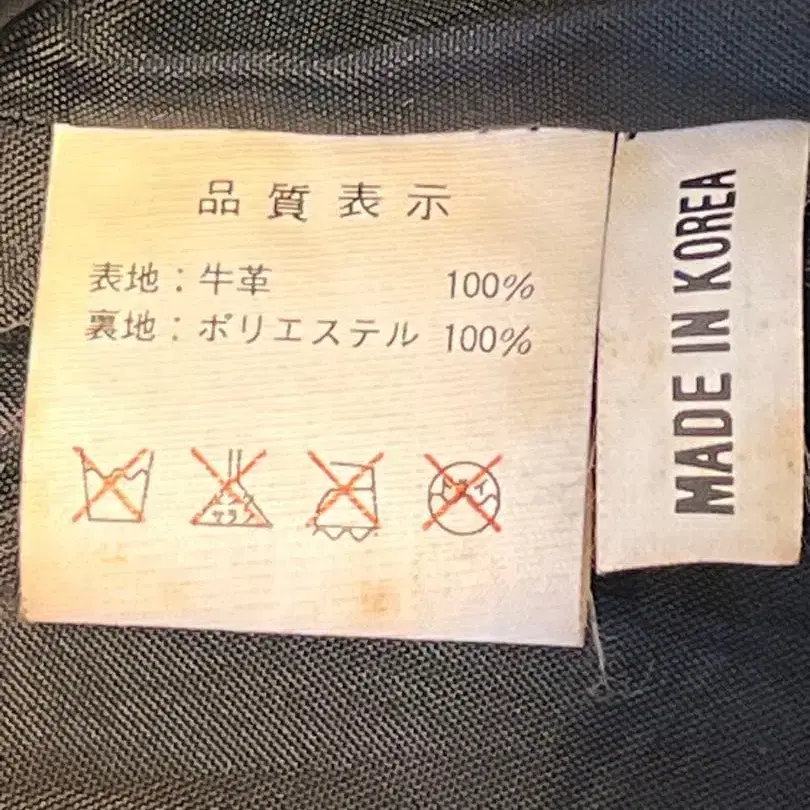 品質表示
表地：牛革 100%
裏地：ポリエステル 100%
MADE IN KOREA